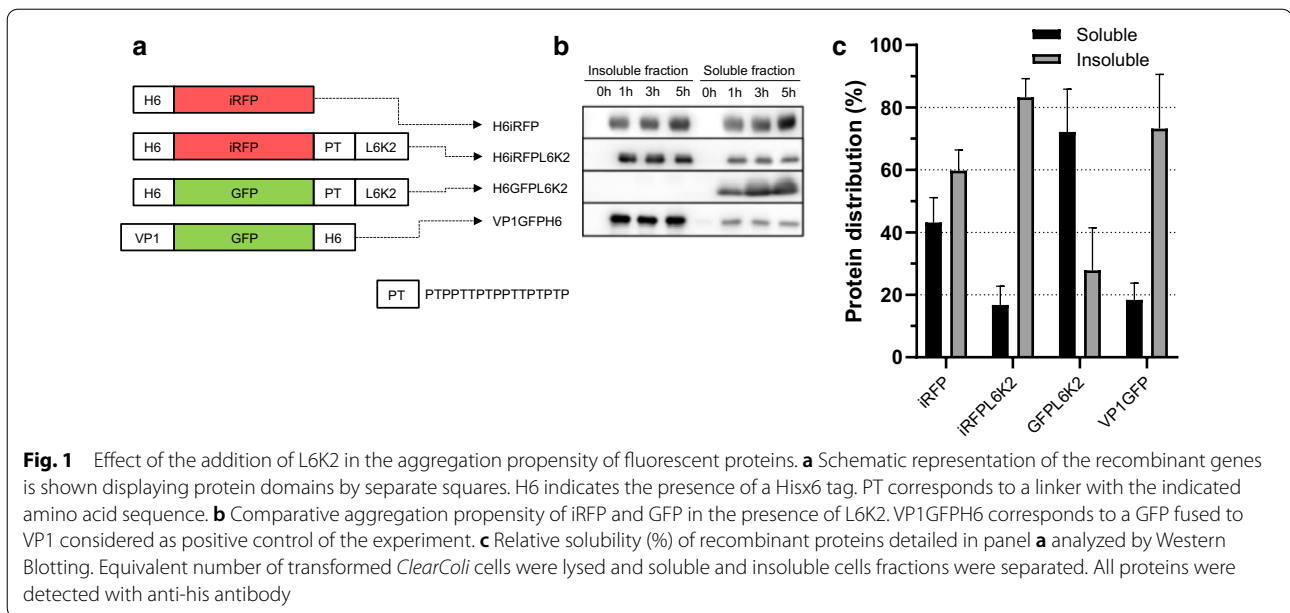 a
H6 iRFP
H6 iRFP PT L6K2
H6 GFP PT L6K2
VP1 GFP H6
PT PTPPTTPTPPTTPTPTP
b
Insoluble fraction Soluble fraction
0h 1h 3h 5h 0h 1h 3h 5h
H6iRFP
H6iRFPL6K2
H6GFPL6K2
VP1GFPH6
c
Soluble
Insoluble
Protein distribution (%)
100
80
60
40
20
0
iRFP
iRFPL6K2
GFPL6K2
VP1GFP
Fig. 1 Effect of the addition of L6K2 in the aggregation propensity of fluorescent proteins. a Schematic representation of the recombinant genes
is shown displaying protein domains by separate squares. H6 indicates the presence of a Hisx6 tag. PT corresponds to a linker with the indicated
amino acid sequence. b Comparative aggregation propensity of iRFP and GFP in the presence of L6K2. VP1GFPH6 corresponds to a GFP fused to
VP1 considered as positive control of the experiment. c Relative solubility (%) of recombinant proteins detailed in panel a analyzed by Western
Blotting. Equivalent number of transformed ClearColi cells were lysed and soluble and insoluble cells fractions were separated. All proteins were
detected with anti-his antibody